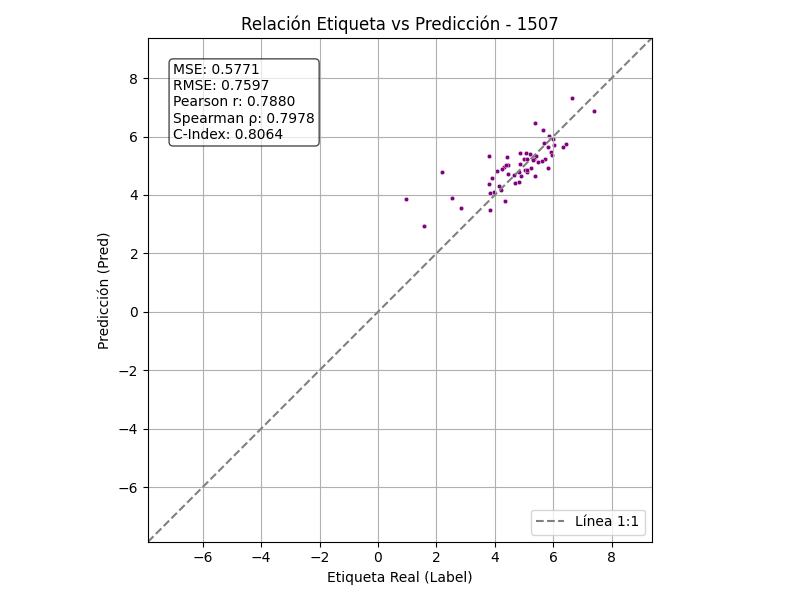 Relación Etiqueta vs Predicción - 1507
MSE: 0.5771
RMSE: 0.7597
Pearson r: 0.7880
Spearman ρ: 0.7978
C-Index: 0.8064
8
6
4
2
0
−2
−4
−6
Predicción (Pred)
Línea 1:1
−6 −4 −2 0 2 4 6 8
Etiqueta Real (Label)